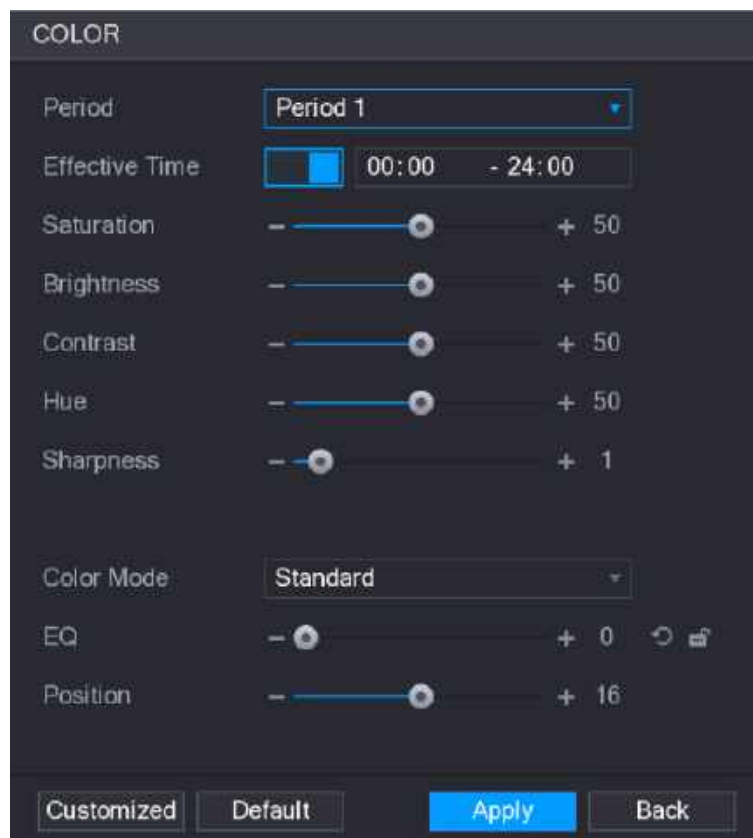 COLOR
Period Period 1
Effective Time 00:00 - 24:00
Saturation - + 50
Brightness - + 50
Contrast - + 50
Hue - + 50
Sharpness - + 1
Color Mode Standard
EQ - + 0
Position - + 16
Customized Default Apply Back